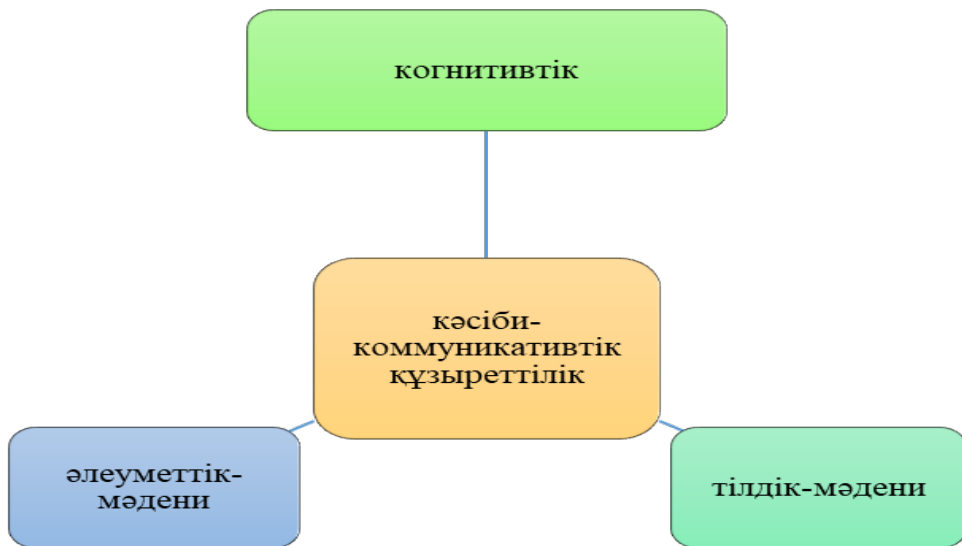 когнитивтік
кәсіби-
коммуникативтік
құзыреттілік
әлеуметтік-
мәдени
тілдік-мәдени